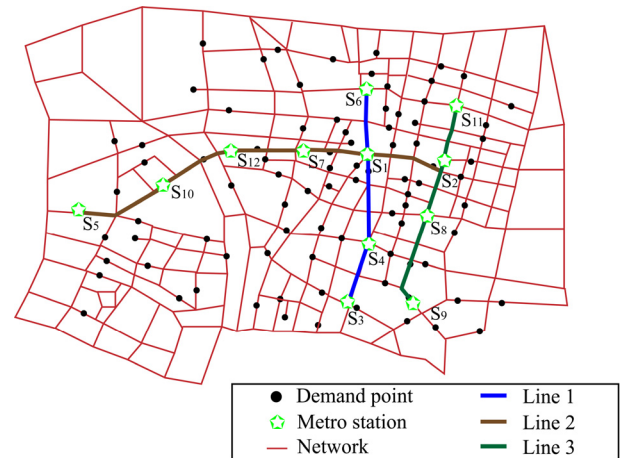 S6
S11
S12
S7
S1
S2
S10
S5
S8
S4
S3
S9
Demand point
Metro station
Network
Line 1
Line 2
Line 3